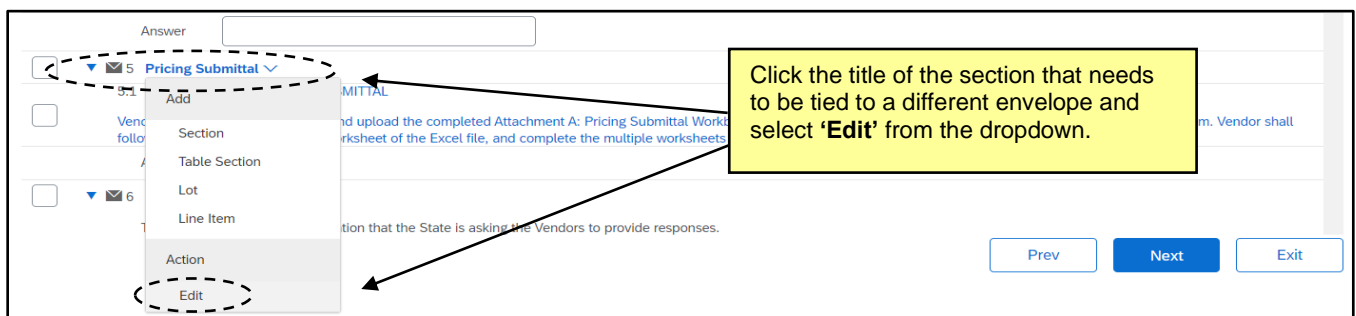 Answer
5 Pricing Submittal
5.1 MITTAL
Add
Vend nd upload the completed Attachment A: Pricing Submittal Workb m. Vendor shall
follo rksheet of the Excel file, and complete the multiple worksheets
Section
Table Section
Lot
6
Line Item
T tion that the State is asking the Vendors to provide responses.
Action
Edit
Click the title of the section that needs
to be tied to a different envelope and
select ‘Edit’ from the dropdown.
Prev Next Exit